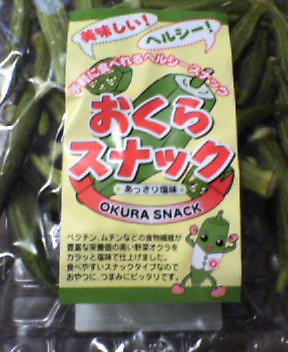 美味しい!
ヘルシー!
手軽に食べれるヘルシースナック
おくら
スナック
あっさり塩味
OKURA SNACK
ペクチン、ムチンなどの食物繊維が
豊富な栄養価の高い野菜オクラを
カラッと塩味で仕上げました。
食べやすいスナックタイプなので
おやつに、つまみにピッタリです。